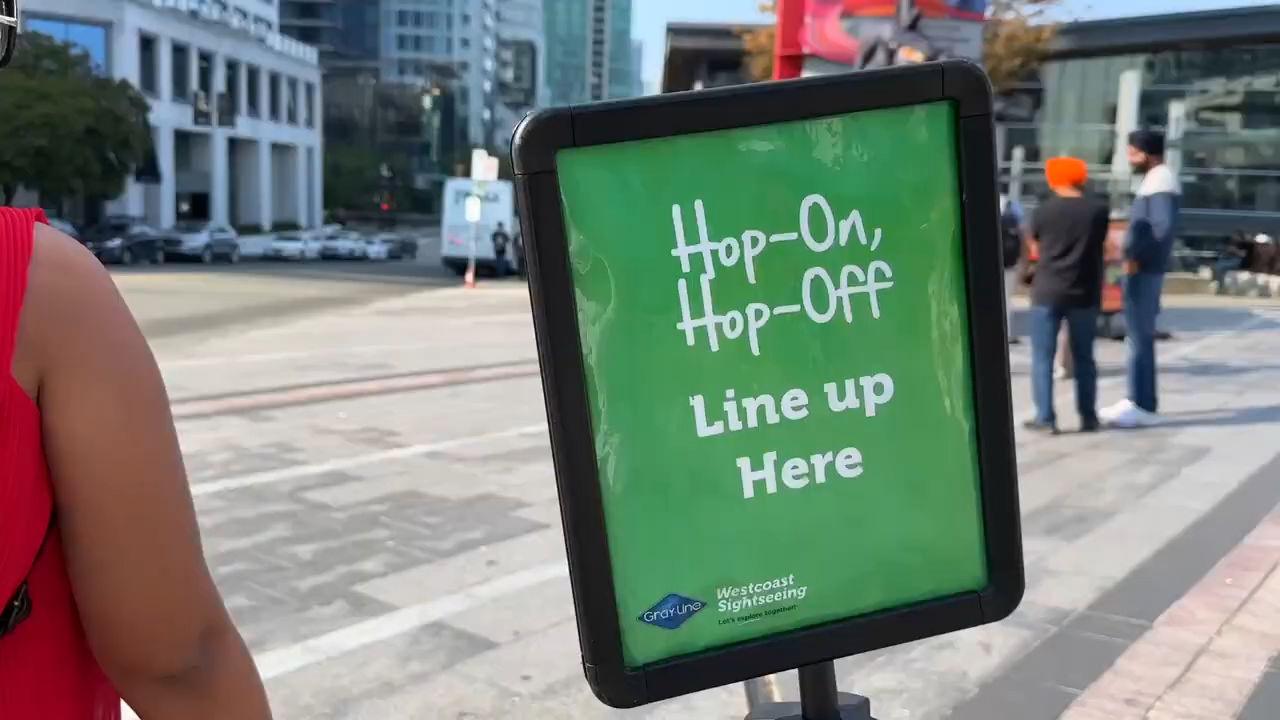 Hop-On,
Hop-Off
Line up
Here
Gray Line
Westcoast
Sightseeing
Let's explore together!